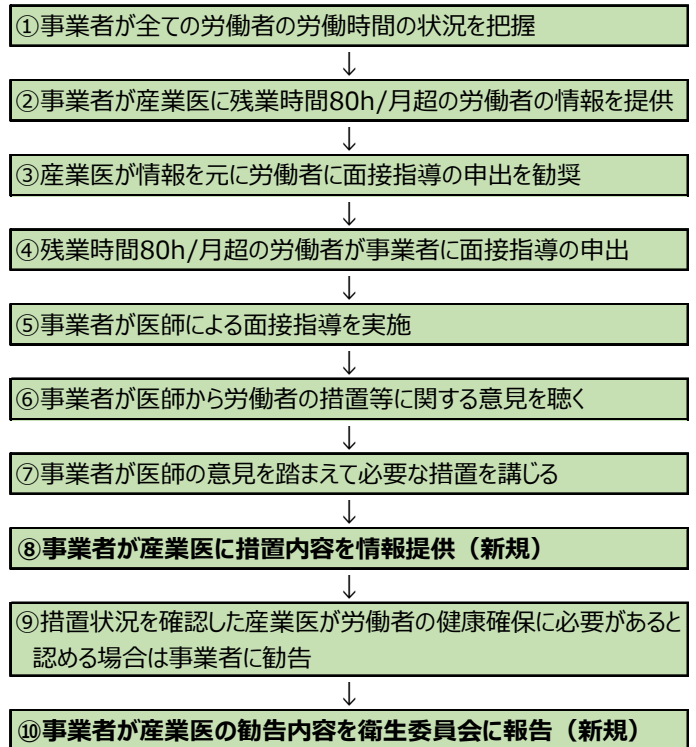 ①事業者が全ての労働者の労働時間の状況を把握
↓
②事業者が産業医に残業時間80h/月超の労働者の情報を提供
↓
③産業医が情報を元に労働者に面接指導の申出を勧奨
↓
④残業時間80h/月超の労働者が事業者に面接指導の申出
↓
⑤事業者が医師による面接指導を実施
↓
⑥事業者が医師から労働者の措置等に関する意見を聴く
↓
⑦事業者が医師の意見を踏まえて必要な措置を講じる
↓
⑧事業者が産業医に措置内容を情報提供（新規）
↓
⑨措置状況を確認した産業医が労働者の健康確保に必要があると
認める場合は事業者に勧告
↓
⑩事業者が産業医の勧告内容を衛生委員会に報告（新規）